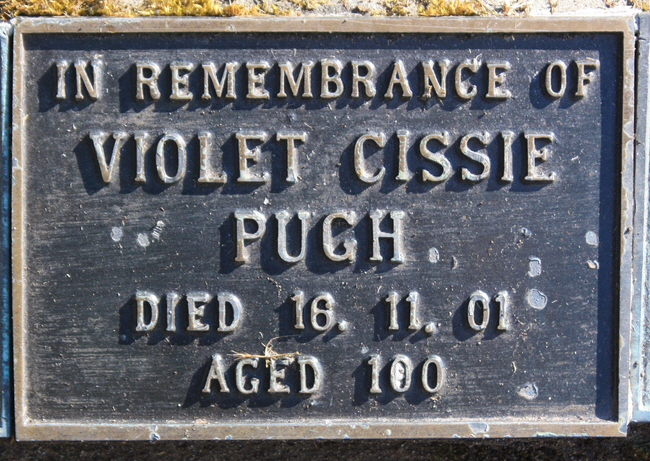 IN REMEMBRANCE OF
VIOLET CISSIE
PUGH
DIED 16. 11. 01
AGED 100